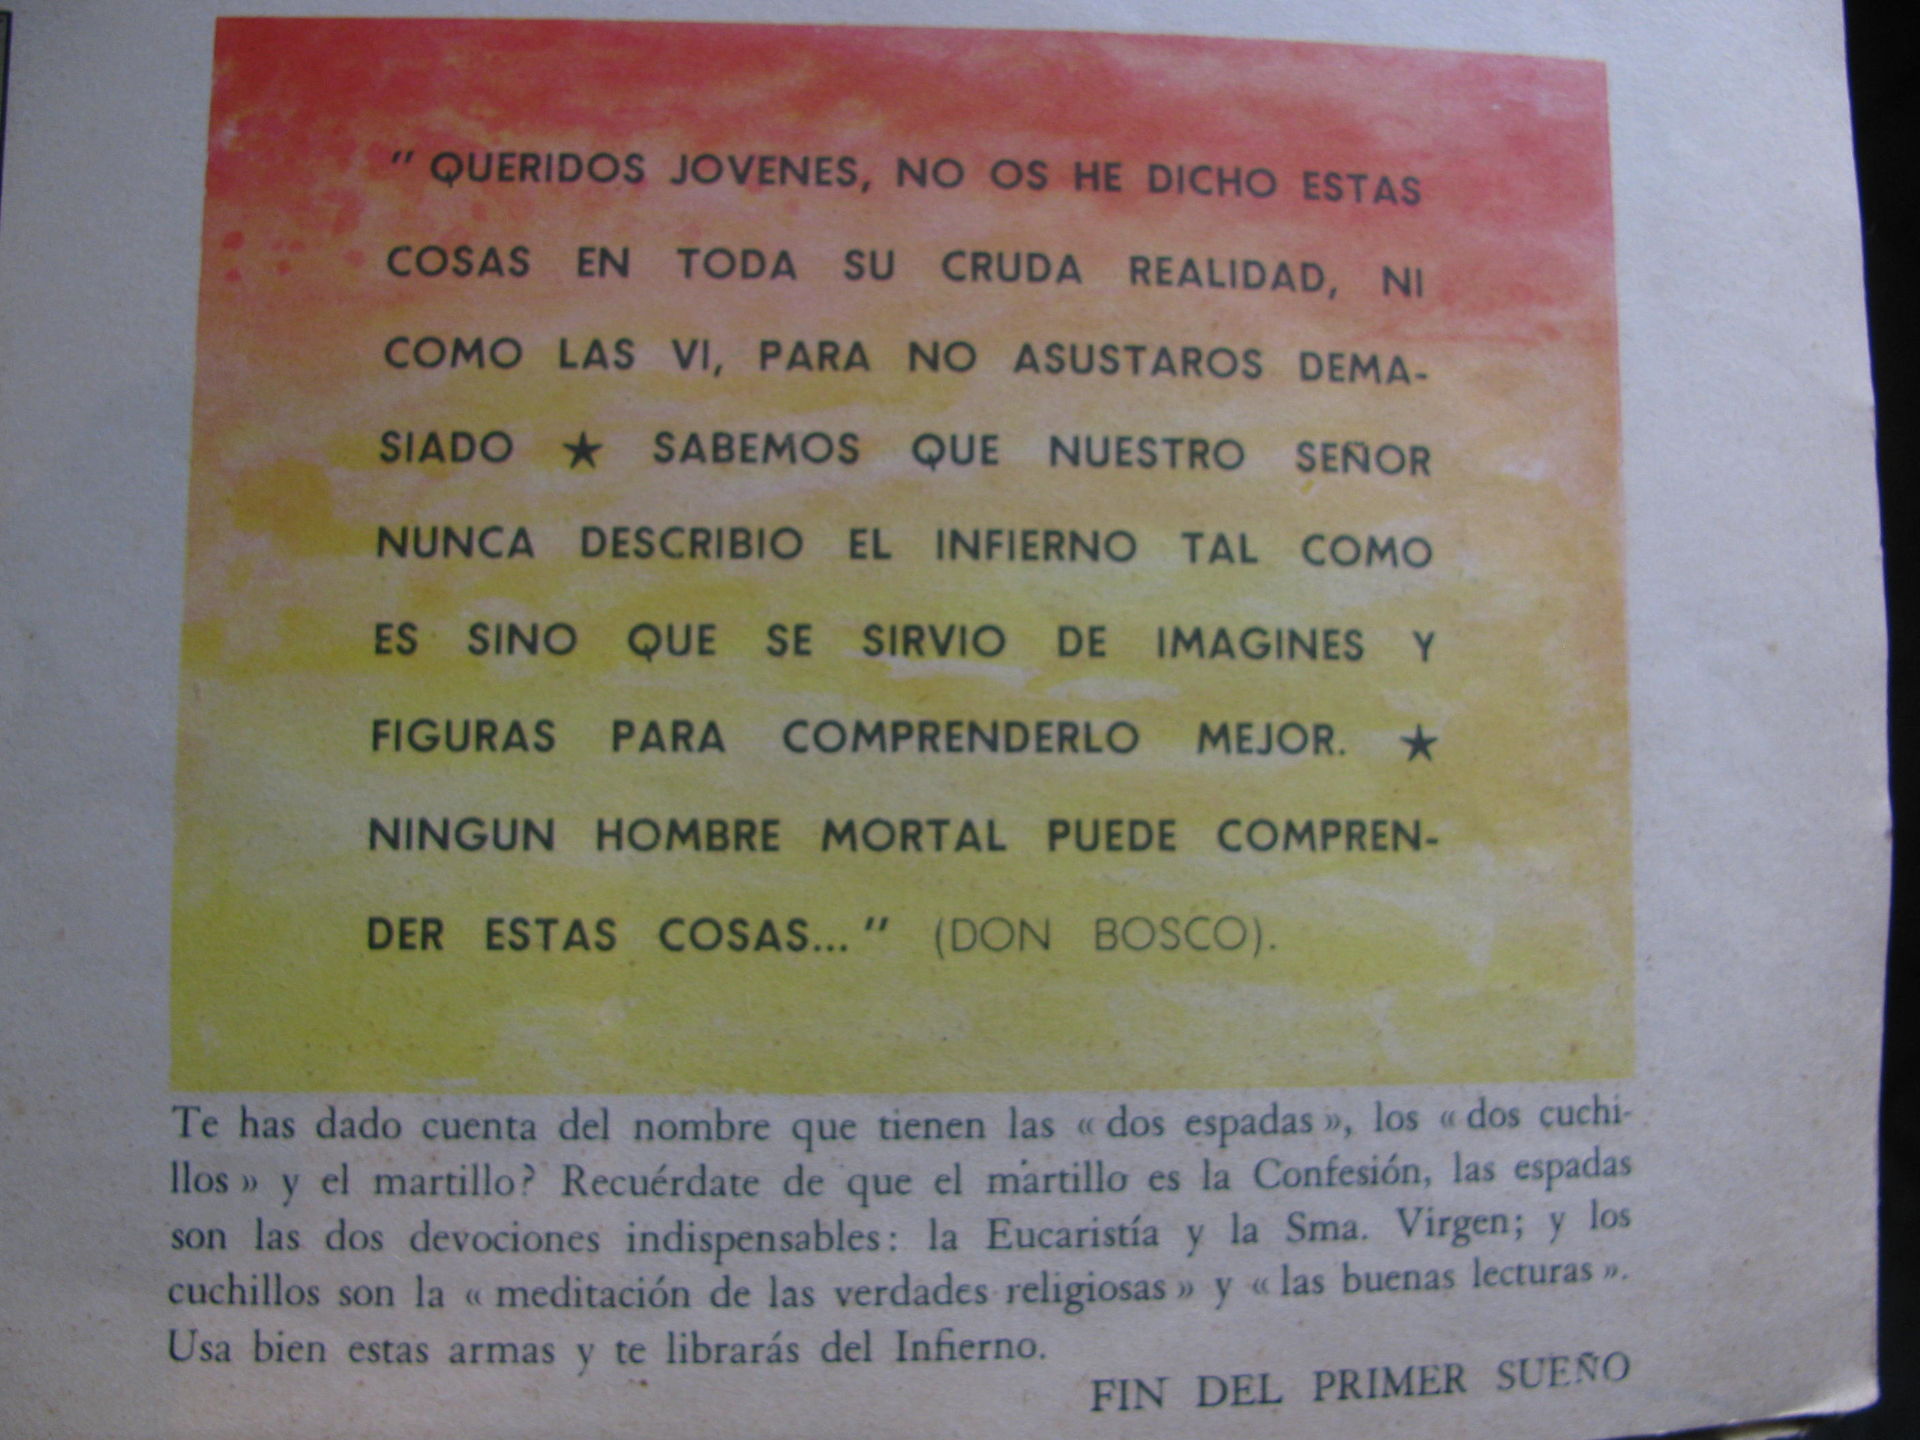 " QUERIDOS JOVENES, NO OS HE DICHO ESTAS
COSAS EN TODA SU CRUDA REALIDAD, NI
COMO LAS VI, PARA NO ASUSTAROS DEMA-
SIADO ★ SABEMOS QUE NUESTRO SEÑOR
NUNCA DESCRIBIO EL INFIERNO TAL COMO
ES SINO QUE SE SIRVIO DE IMAGINES Y
FIGURAS PARA COMPRENDERLO MEJOR. ★
NINGUN HOMBRE MORTAL PUEDE COMPREN-
DER ESTAS COSAS... " (DON BOSCO).
Te has dado cuenta del nombre que tienen las « dos espadas », los « dos cuchi-
llos » y el martillo? Recuérdate de que el martillo es la Confesión, las espadas
son las dos devociones indispensables: la Eucaristía y la Sma. Virgen; y los
cuchillos son la « meditación de las verdades religiosas » y « las buenas lecturas ».
Usa bien estas armas y te librarás del Infierno.
FIN DEL PRIMER SUEÑO